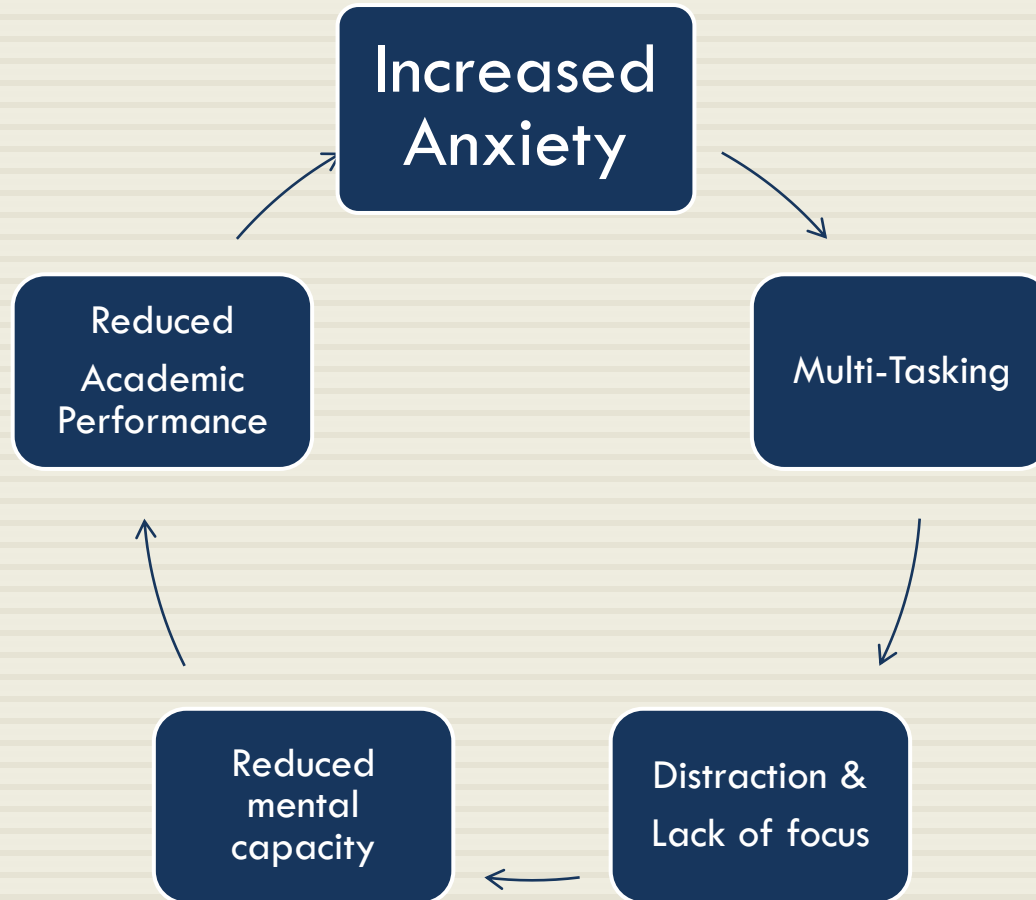 Increased
Anxiety
Multi-Tasking
Distraction &
Lack of focus
Reduced
mental
capacity
Reduced
Academic
Performance